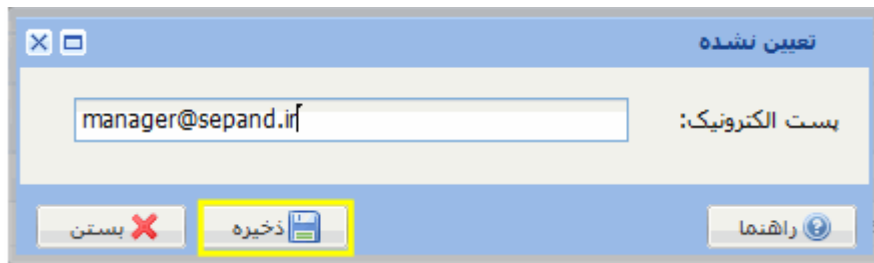 تعیین نشده
پست الکترونیک:
manager@sepand.ir
راهنما
ذخیره
بستن